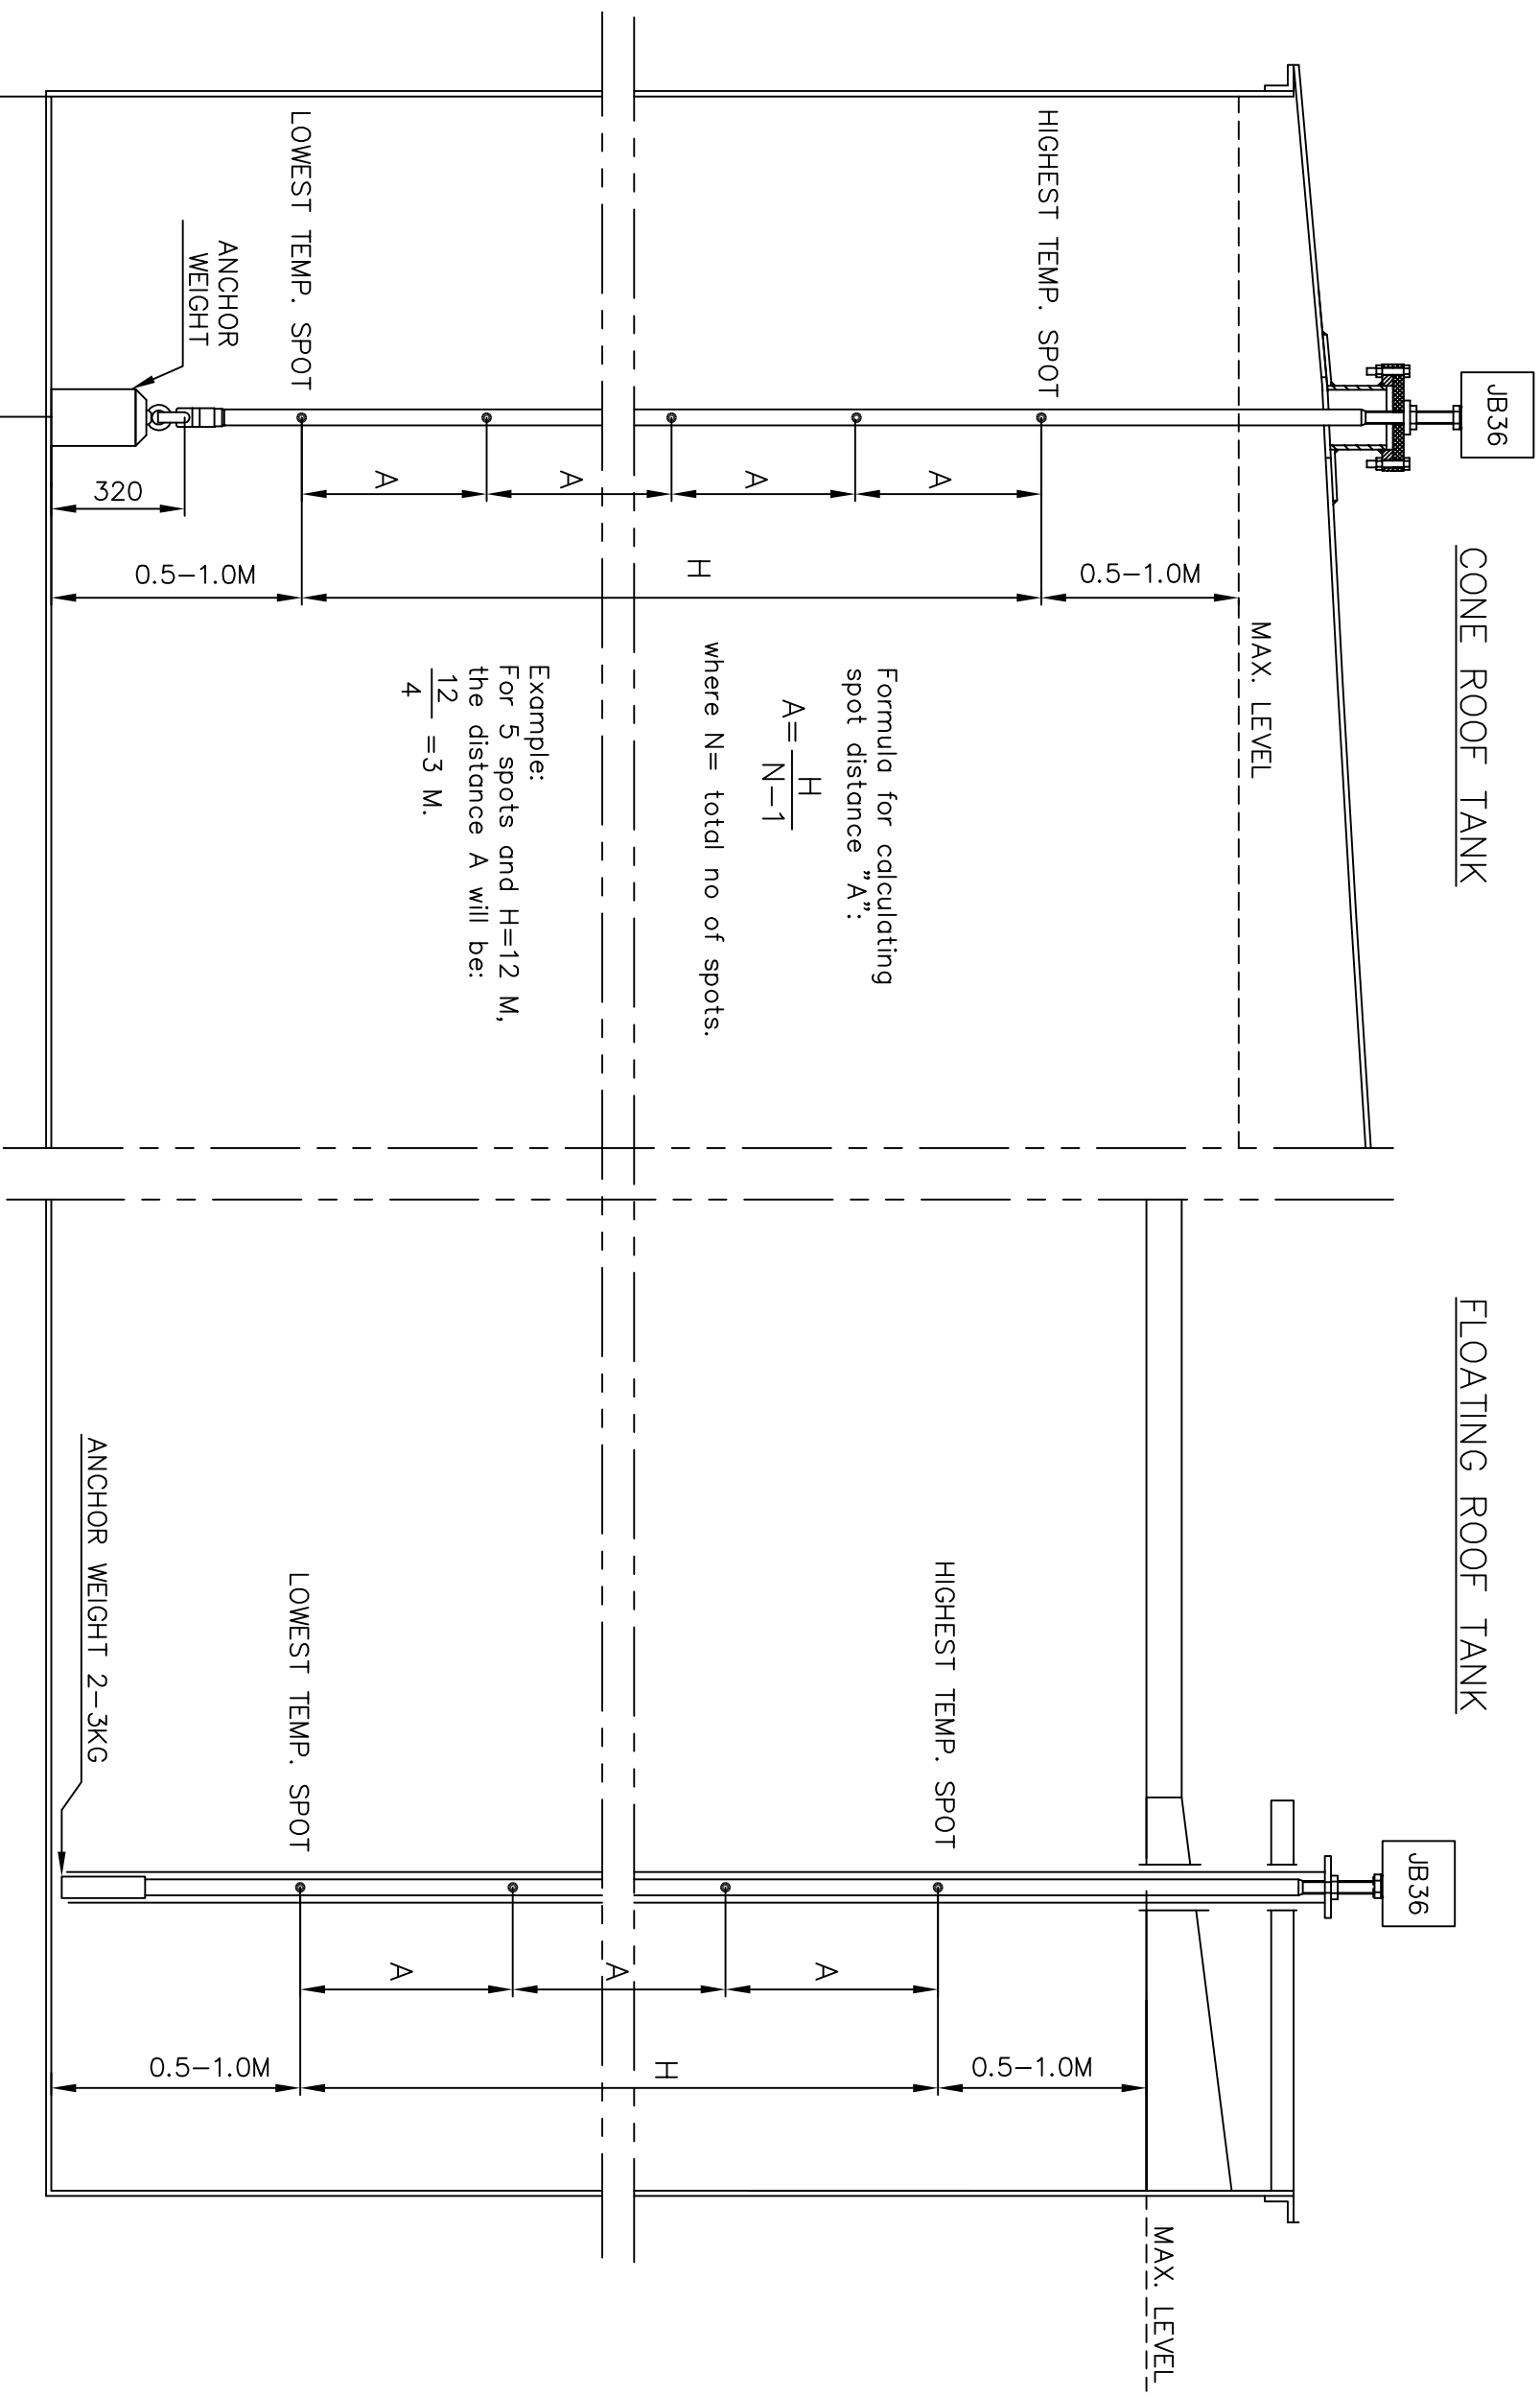 CONE ROOF TANK
JB36
MAX. LEVEL
HIGHEST TEMP. SPOT
0.5-1.0M
A
A
A
A
H
Formula for calculating
spot distance "A":
A= H
N-1
where N= total no of spots.
Example:
For 5 spots and H=12 M,
the distance A will be:
12
4 =3 M.
LOWEST TEMP. SPOT
ANCHOR
WEIGHT
320
0.5-1.0M
FLOATING ROOF TANK
JB36
MAX. LEVEL
HIGHEST TEMP. SPOT
0.5-1.0M
A
A
A
H
LOWEST TEMP. SPOT
0.5-1.0M
ANCHOR WEIGHT 2-3KG